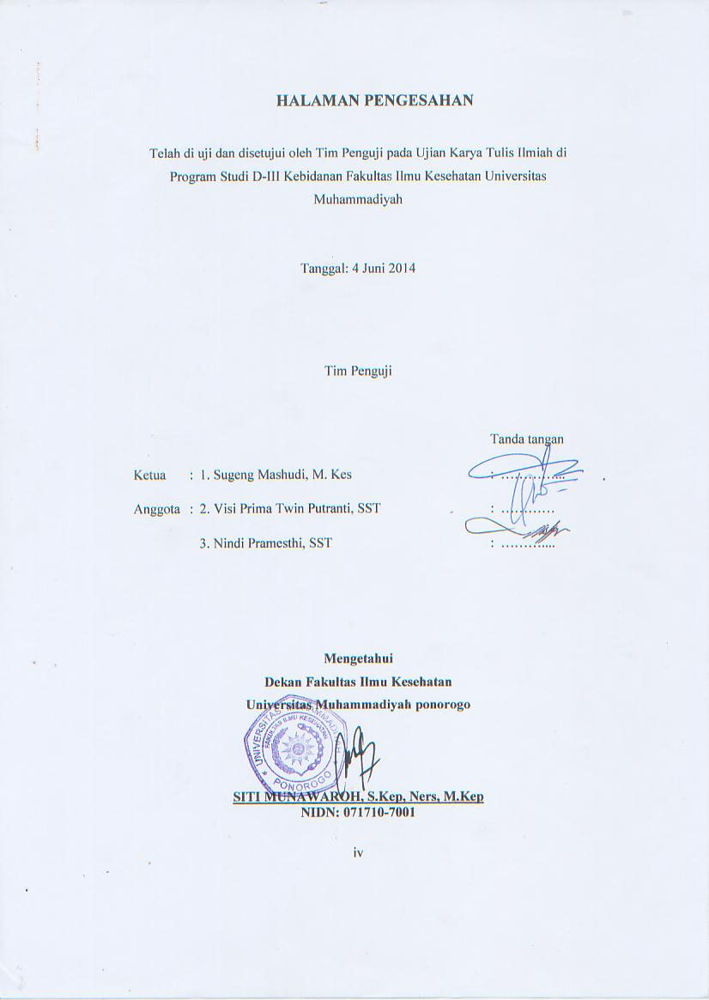 HALAMAN PENGESAHAN
Telah di uji dan disetujui oleh Tim Penguji pada Ujian Karya Tulis Ilmiah di
Program Studi D-III Kebidanan Fakultas Ilmu Kesehatan Universitas
Muhammadiyah
Tanggal: 4 Juni 2014
Tim Penguji
Tanda tangan
Ketua : 1. Sugeng Mashudi, M. Kes : ................
Anggota : 2. Visi Prima Twin Putranti, SST : ............
3. Nindi Pramesthi, SST : .............
Mengetahui
Dekan Fakultas Ilmu Kesehatan
Universitas Muhammadiyah ponorogo
UNIVERSITAS MUHAMMADIYAH
FAKULTAS ILMU KESEHATAN
PONOROGO
SITI MUNAWAROH, S.Kep, Ners, M.Kep
NIDN: 071710-7001
iv